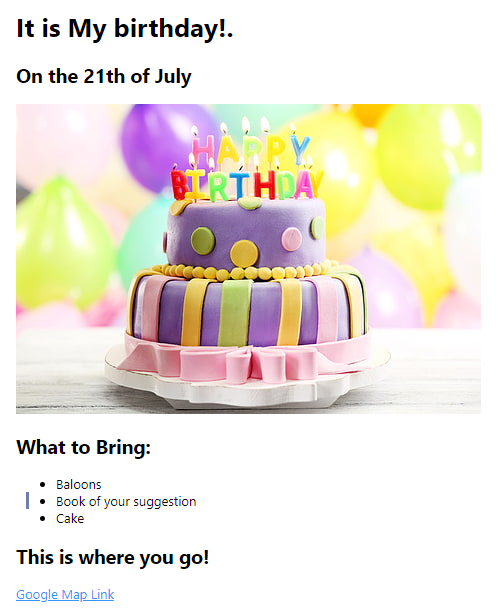 It is My birthday!.
On the 21th of July
HAPPY
BIRTHDAY
What to Bring:
Baloons
Book of your suggestion
Cake
This is where you go!
Google Map Link